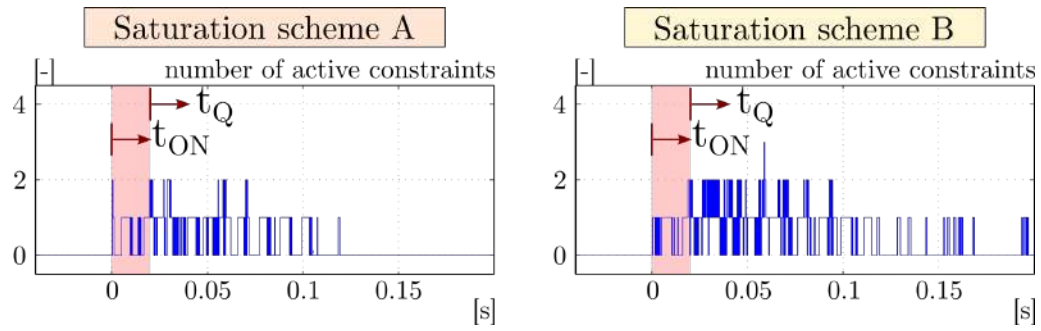 Saturation scheme A
[-] number of active constraints
4
t_Q
t_ON
2
0
0 0.05 0.1 0.15
[s]
Saturation scheme B
[-] number of active constraints
4
t_Q
t_ON
2
0
0 0.05 0.1 0.15
[s]